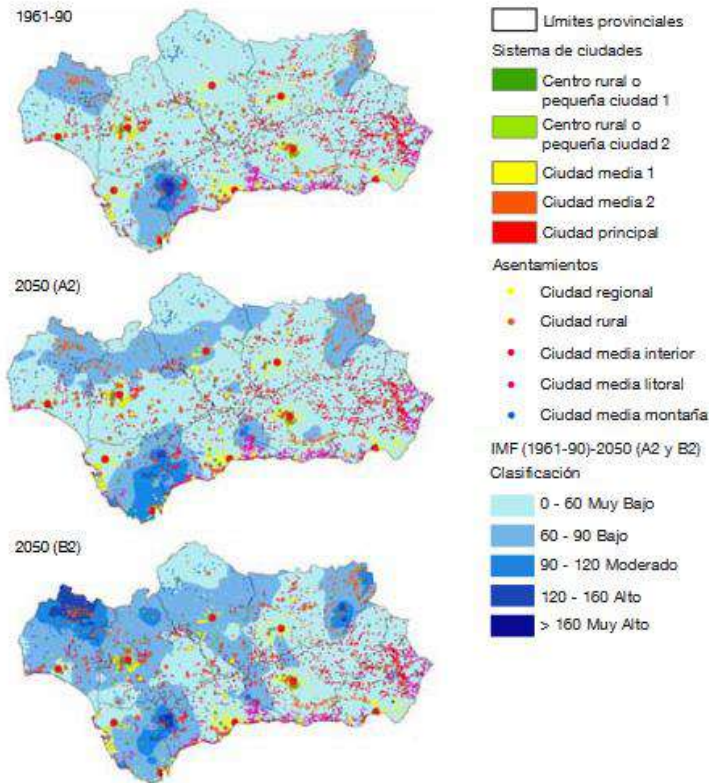 1961-90
2050 (A2)
2050 (B2)
Límites provinciales
Sistema de ciudades
Centro rural o
pequeña ciudad 1
Centro rural o
pequeña ciudad 2
Ciudad media 1
Ciudad media 2
Ciudad principal
Asentamientos
Ciudad regional
Ciudad rural
Ciudad media interior
Ciudad media litoral
Ciudad media montaña
IMF (1961-90)-2050 (A2 y B2)
Clasificación
0 - 60 Muy Bajo
60 - 90 Bajo
90 - 120 Moderado
120 - 160 Alto
> 160 Muy Alto